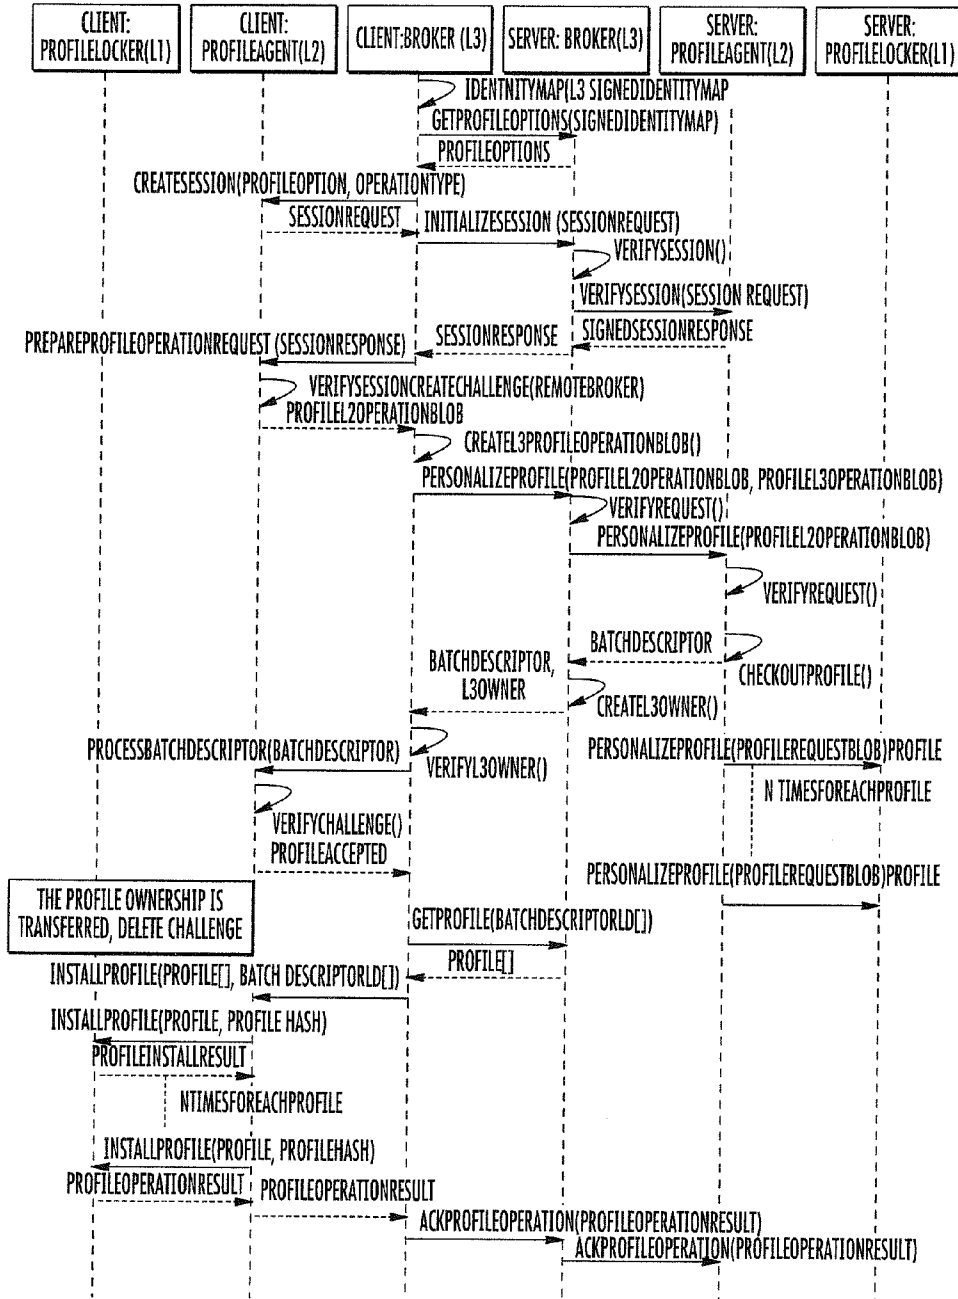 CLIENT:
PROFILELOCKER(L1)
CLIENT:
PROFILEAGENT(L2)
CLIENT:BROKER (L3)
SERVER: BROKER(L3)
SERVER:
PROFILEAGENT(L2)
SERVER:
PROFILELOCKER(L1)
IDENTNITYMAP(L3 SIGNEDIDENTITYMAP
GETPROFILEOPTIONS(SIGNEDIDENTITYMAP)
PROFILEOPTIONS
CREATESESSION(PROFILEOPTION, OPERATIONTYPE)
SESSIONREQUEST
INITIALIZESESSION (SESSIONREQUEST)
VERIFYSESSION()
VERIFYSESSION(SESSION REQUEST)
SIGNEDSESSIONRESPONSE
SESSIONRESPONSE
PREPAREPROFILEOPERATIONREQUEST (SESSIONRESPONSE)
VERIFYSESSIONCREATECHALLENGE(REMOTEBROKER)
PROFILEL2OPERATIONBLOB
CREATEL3PROFILEOPERATIONBLOB()
PERSONALIZEPROFILE(PROFILEL2OPERATIONBLOB, PROFILEL3OPERATIONBLOB)
VERIFYREQUEST()
PERSONALIZEPROFILE(PROFILEL2OPERATIONBLOB)
VERIFYREQUEST()
BATCHDESCRIPTOR
CHECKOUTPROFILE()
BATCHDESCRIPTOR,
L3OWNER
CREATEL3OWNER()
PROCESSBATCHDESCRIPTOR(BATCHDESCRIPTOR)
VERIFYL3OWNER()
PERSONALIZEPROFILE(PROFILEREQUESTBLOB)PROFILE
N TIMESFOREACHPROFILE
VERIFYCHALLENGE()
PROFILEACCEPTED
PERSONALIZEPROFILE(PROFILEREQUESTBLOB)PROFILE
THE PROFILE OWNERSHIP IS
TRANSFERRED, DELETE CHALLENGE
GETPROFILE(BATCHDESCRIPTORLD[])
PROFILE[]
INSTALLPROFILE(PROFILE[], BATCH DESCRIPTORLD[])
INSTALLPROFILE(PROFILE, PROFILE HASH)
PROFILEINSTALLRESULT
NTIMESFOREACHPROFILE
INSTALLPROFILE(PROFILE, PROFILEHASH)
PROFILEOPERATIONRESULT
PROFILEOPERATIONRESULT
ACKPROFILEOPERATION(PROFILEOPERATIONRESULT)
ACKPROFILEOPERATION(PROFILEOPERATIONRESULT)